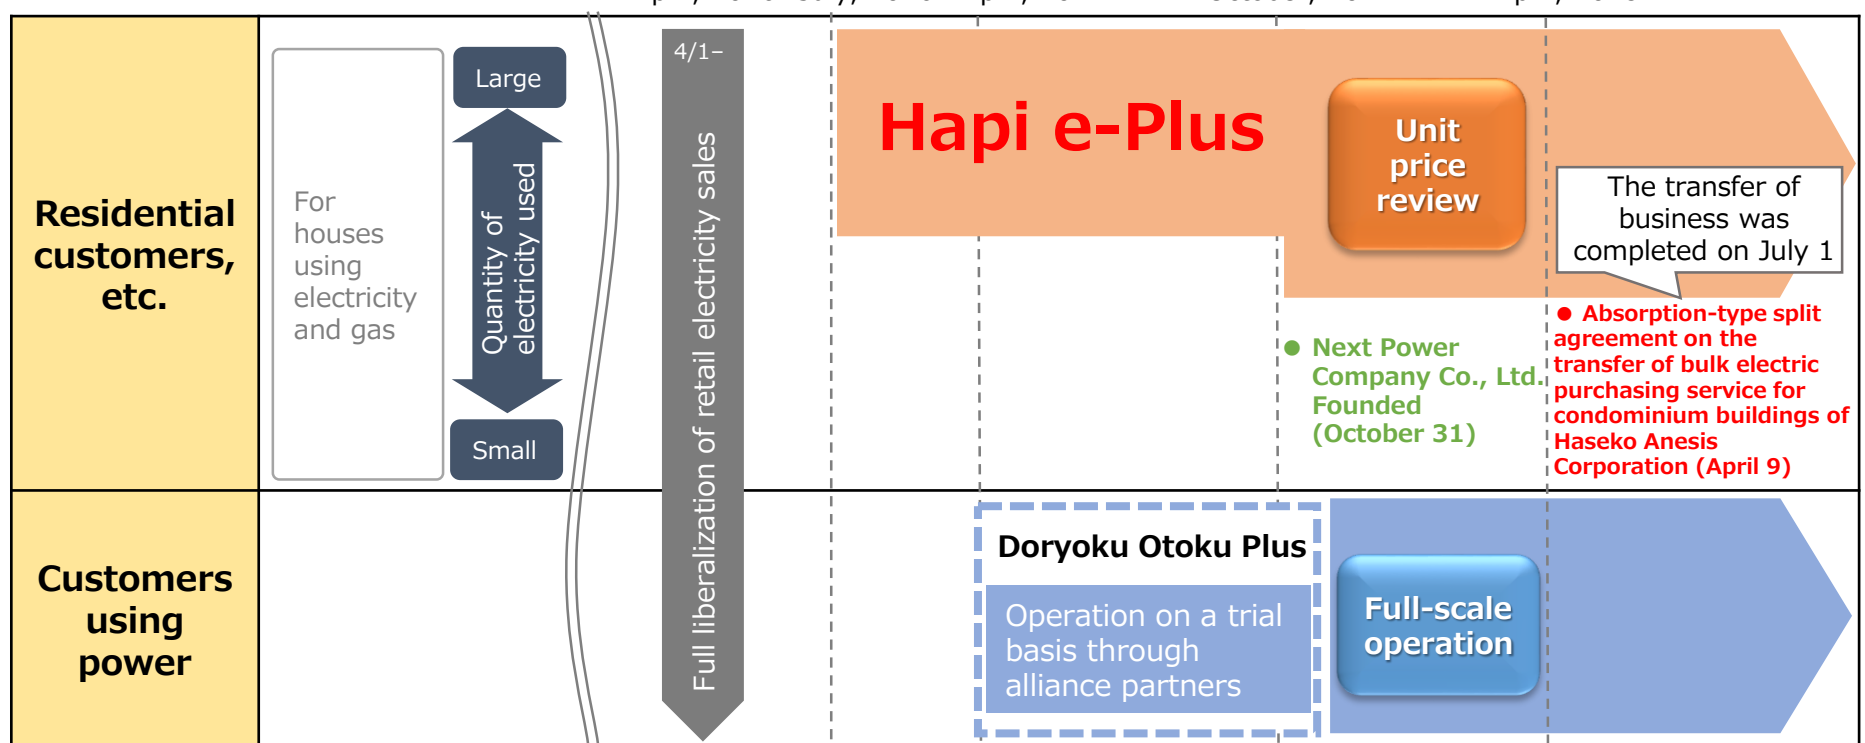 Residential
customers,
etc.
For
houses
using
electricity
and gas
Large
Quantity of
electricity used
Small
4/1–
Full liberalization of retail electricity sales
Hapi e-Plus
Unit
price
review
The transfer of
business was
completed on July 1
● Next Power
Company Co., Ltd.
Founded
(October 31)
● Absorption-type split
agreement on the
transfer of bulk electric
purchasing service for
condominium buildings of
Haseko Anesis
Corporation (April 9)
Customers
using
power
Doryoku Otoku Plus
Operation on a trial
basis through
alliance partners
Full-scale
operation